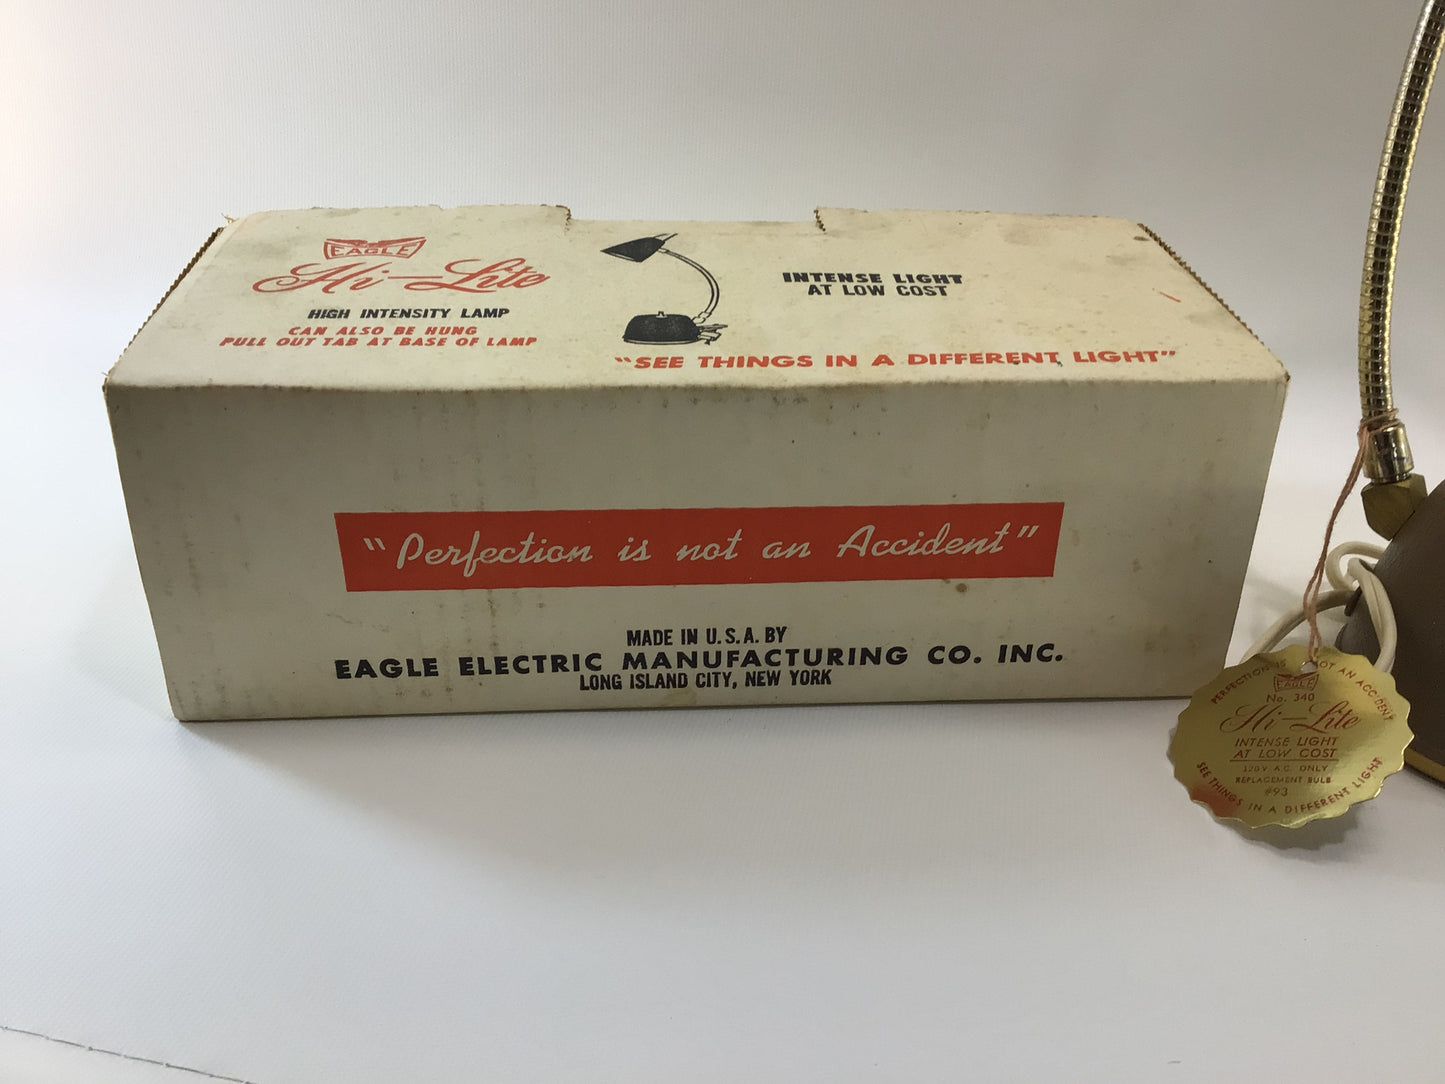 EAGLE
Hi-Lite
HIGH INTENSITY LAMP
CAN ALSO BE HUNG
PULL OUT TAB AT BASE OF LAMP
INTENSE LIGHT
AT LOW COST
"SEE THINGS IN A DIFFERENT LIGHT"
"Perfection is not an Accident"
MADE IN U.S.A. BY
EAGLE ELECTRIC MANUFACTURING CO. INC.
LONG ISLAND CITY, NEW YORK
PERFECTION IS NOT AN ACCIDENT
EAGLE
No. 340
Hi-Lite
INTENSE LIGHT
AT LOW COST
120 V. A.C. ONLY
REPLACEMENT BULB
#93
SEE THINGS IN A DIFFERENT LIGHT